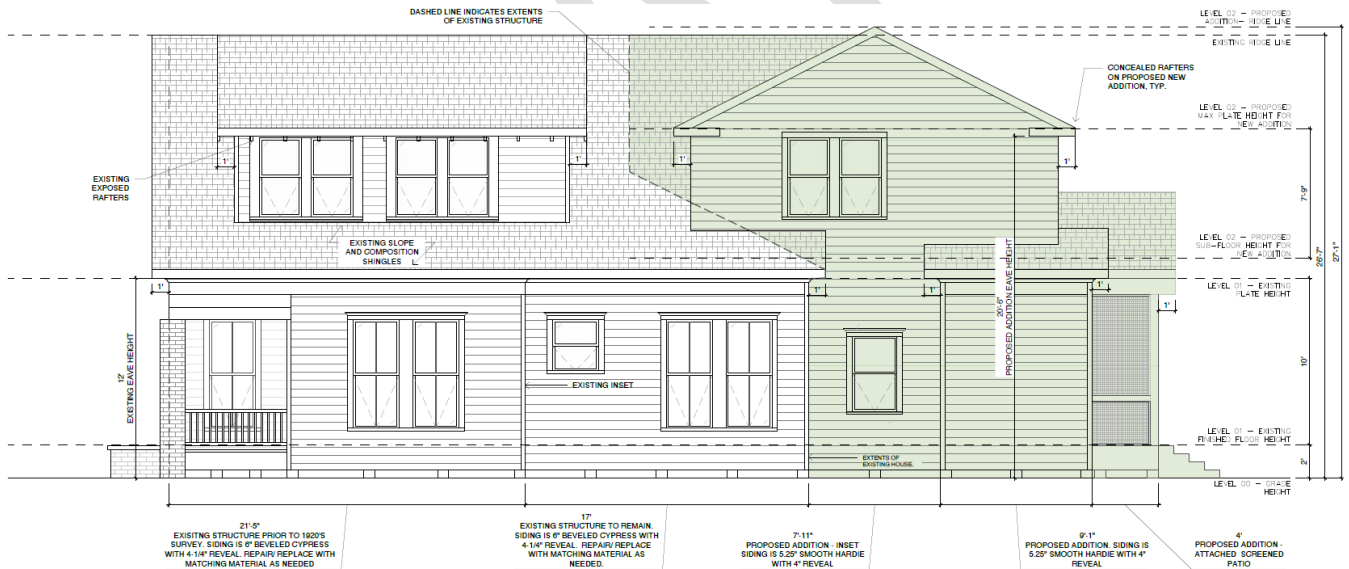 DASHED LINE INDICATES EXTENTS
OF EXISTING STRUCTURE
LEVEL 02 - PROPOSED
ADDITION- RIDGE LINE
EXISTING RIDGE LINE
CONCEALED RAFTERS
ON PROPOSED NEW
ADDITION, TYP.
LEVEL 02 - PROPOSED
MAX PLATE HEIGHT FOR
NEW ADDITION
1'
1'
1'
1'
EXISTING
EXPOSED
RAFTERS
7'-9"
EXISTING SLOPE
AND COMPOSITION
SHINGLES
LEVEL 02 - PROPOSED
SUB-FLOOR HEIGHT FOR
NEW ADDITION
26'-7"
27'-1"
1'
1'
1'
1'
1'
LEVEL 01 - EXISTING
PLATE HEIGHT
20'-6"
PROPOSED ADDITION EAVE HEIGHT
12'
EXISTING EAVE HEIGHT
10'
EXISTING INSET
LEVEL 01 - EXISTING
FINISHED FLOOR HEIGHT
EXTENTS OF
EXISTING HOUSE.
2'
LEVEL 00 - GRADE
HEIGHT
21'-5"
EXISITNG STRUCTURE PRIOR TO 1920'S
SURVEY. SIDING IS 6" BEVELED CYPRESS
WITH 4-1/4" REVEAL. REPAIR/ REPLACE WITH
MATCHING MATERIAL AS NEEDED
17'
EXISTING STRUCTURE TO REMAIN.
SIDING IS 6" BEVELED CYPRESS WITH
4-1/4" REVEAL. REPAIR/ REPLACE
WITH MATCHING MATERIAL AS
NEEDED.
7'-11"
PROPOSED ADDITION - INSET
SIDING IS 5.25" SMOOTH HARDIE
WITH 4" REVEAL
9'-1"
PROPOSED ADDITION. SIDING IS
5.25" SMOOTH HARDIE WITH 4"
REVEAL
4'
PROPOSED ADDITION -
ATTACHED SCREENED
PATIO